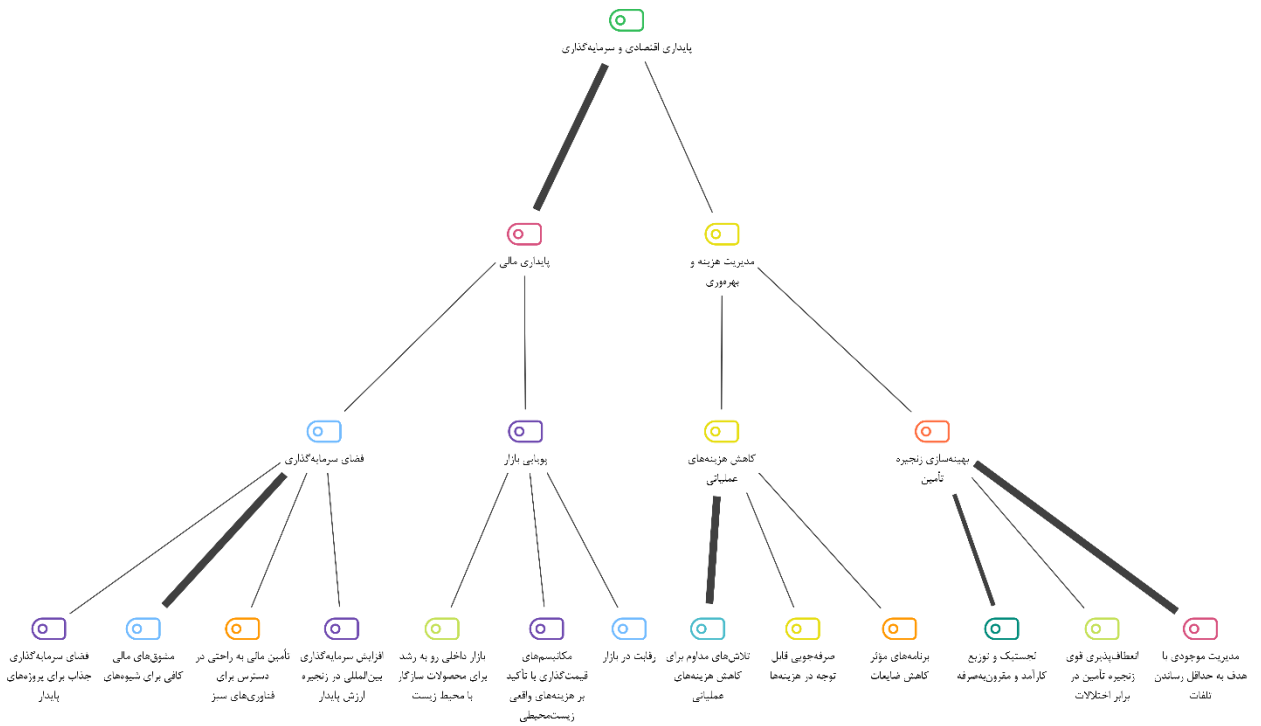 پایداری اقتصادی و سرمایه‌گذاری
پایداری مالی
مدیریت هزینه و
بهره‌وری
فضای سرمایه‌گذاری
پویایی بازار
کاهش هزینه‌های
عملیاتی
بهینه‌سازی زنجیره
تأمین
فضای سرمایه‌گذاری
جذاب برای پروژه‌های
پایدار
مشوق‌های مالی
کافی برای شیوه‌های
تأمین مالی به راحتی در
دسترس برای
فناوری‌های سبز
افزایش سرمایه‌گذاری
بین‌المللی در زنجیره
ارزش پایدار
بازار داخلی رو به رشد
برای محصولات سازگار
با محیط زیست
مکانیسم‌های
قیمت‌گذاری با تأکید
بر هزینه‌های واقعی
زیست‌محیطی
رقابت در بازار
تلاش‌های مداوم برای
کاهش هزینه‌های
عملیاتی
صرفه‌جویی قابل
توجه در هزینه‌ها
برنامه‌های مؤثر
کاهش ضایعات
لجستیک و توزیع
کارآمد و مقرون‌به‌صرفه
انعطاف‌پذیری قوی
زنجیره تأمین در
برابر اختلالات
مدیریت موجودی با
هدف به حداقل رساندن
تلفات